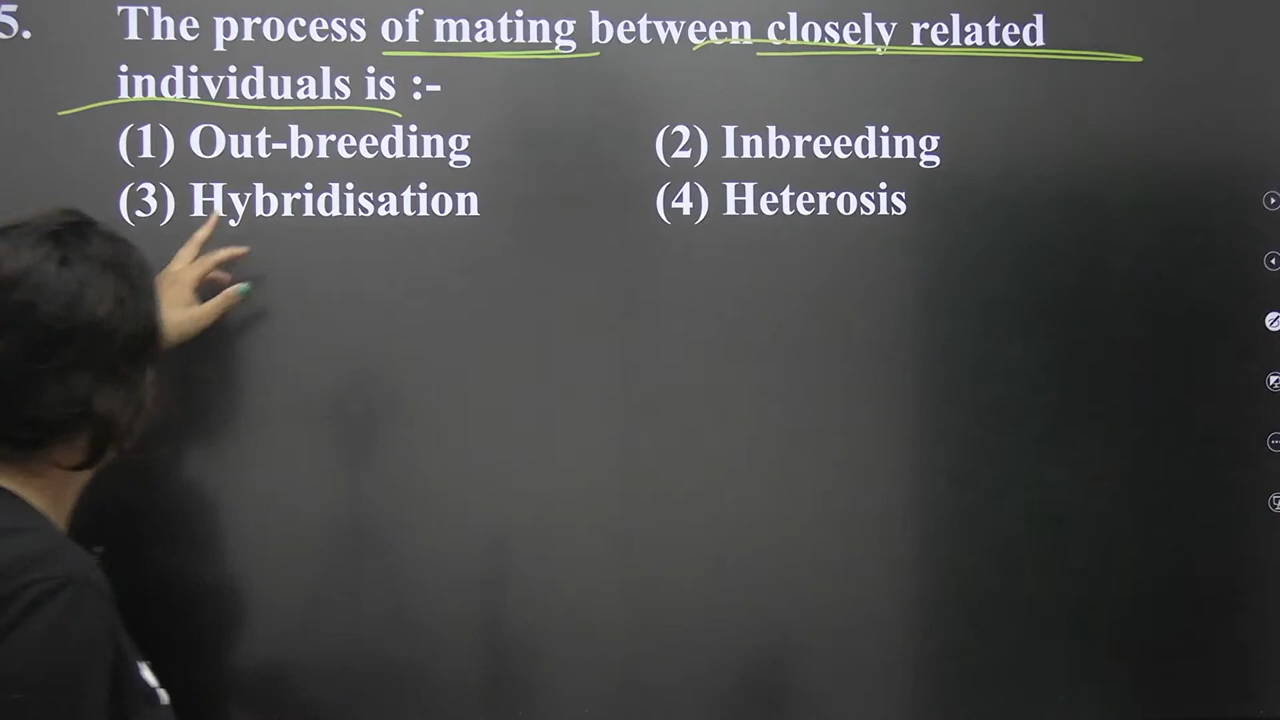 5. The process of mating between closely related
individuals is :-
(1) Out-breeding (2) Inbreeding
(3) Hybridisation (4) Heterosis